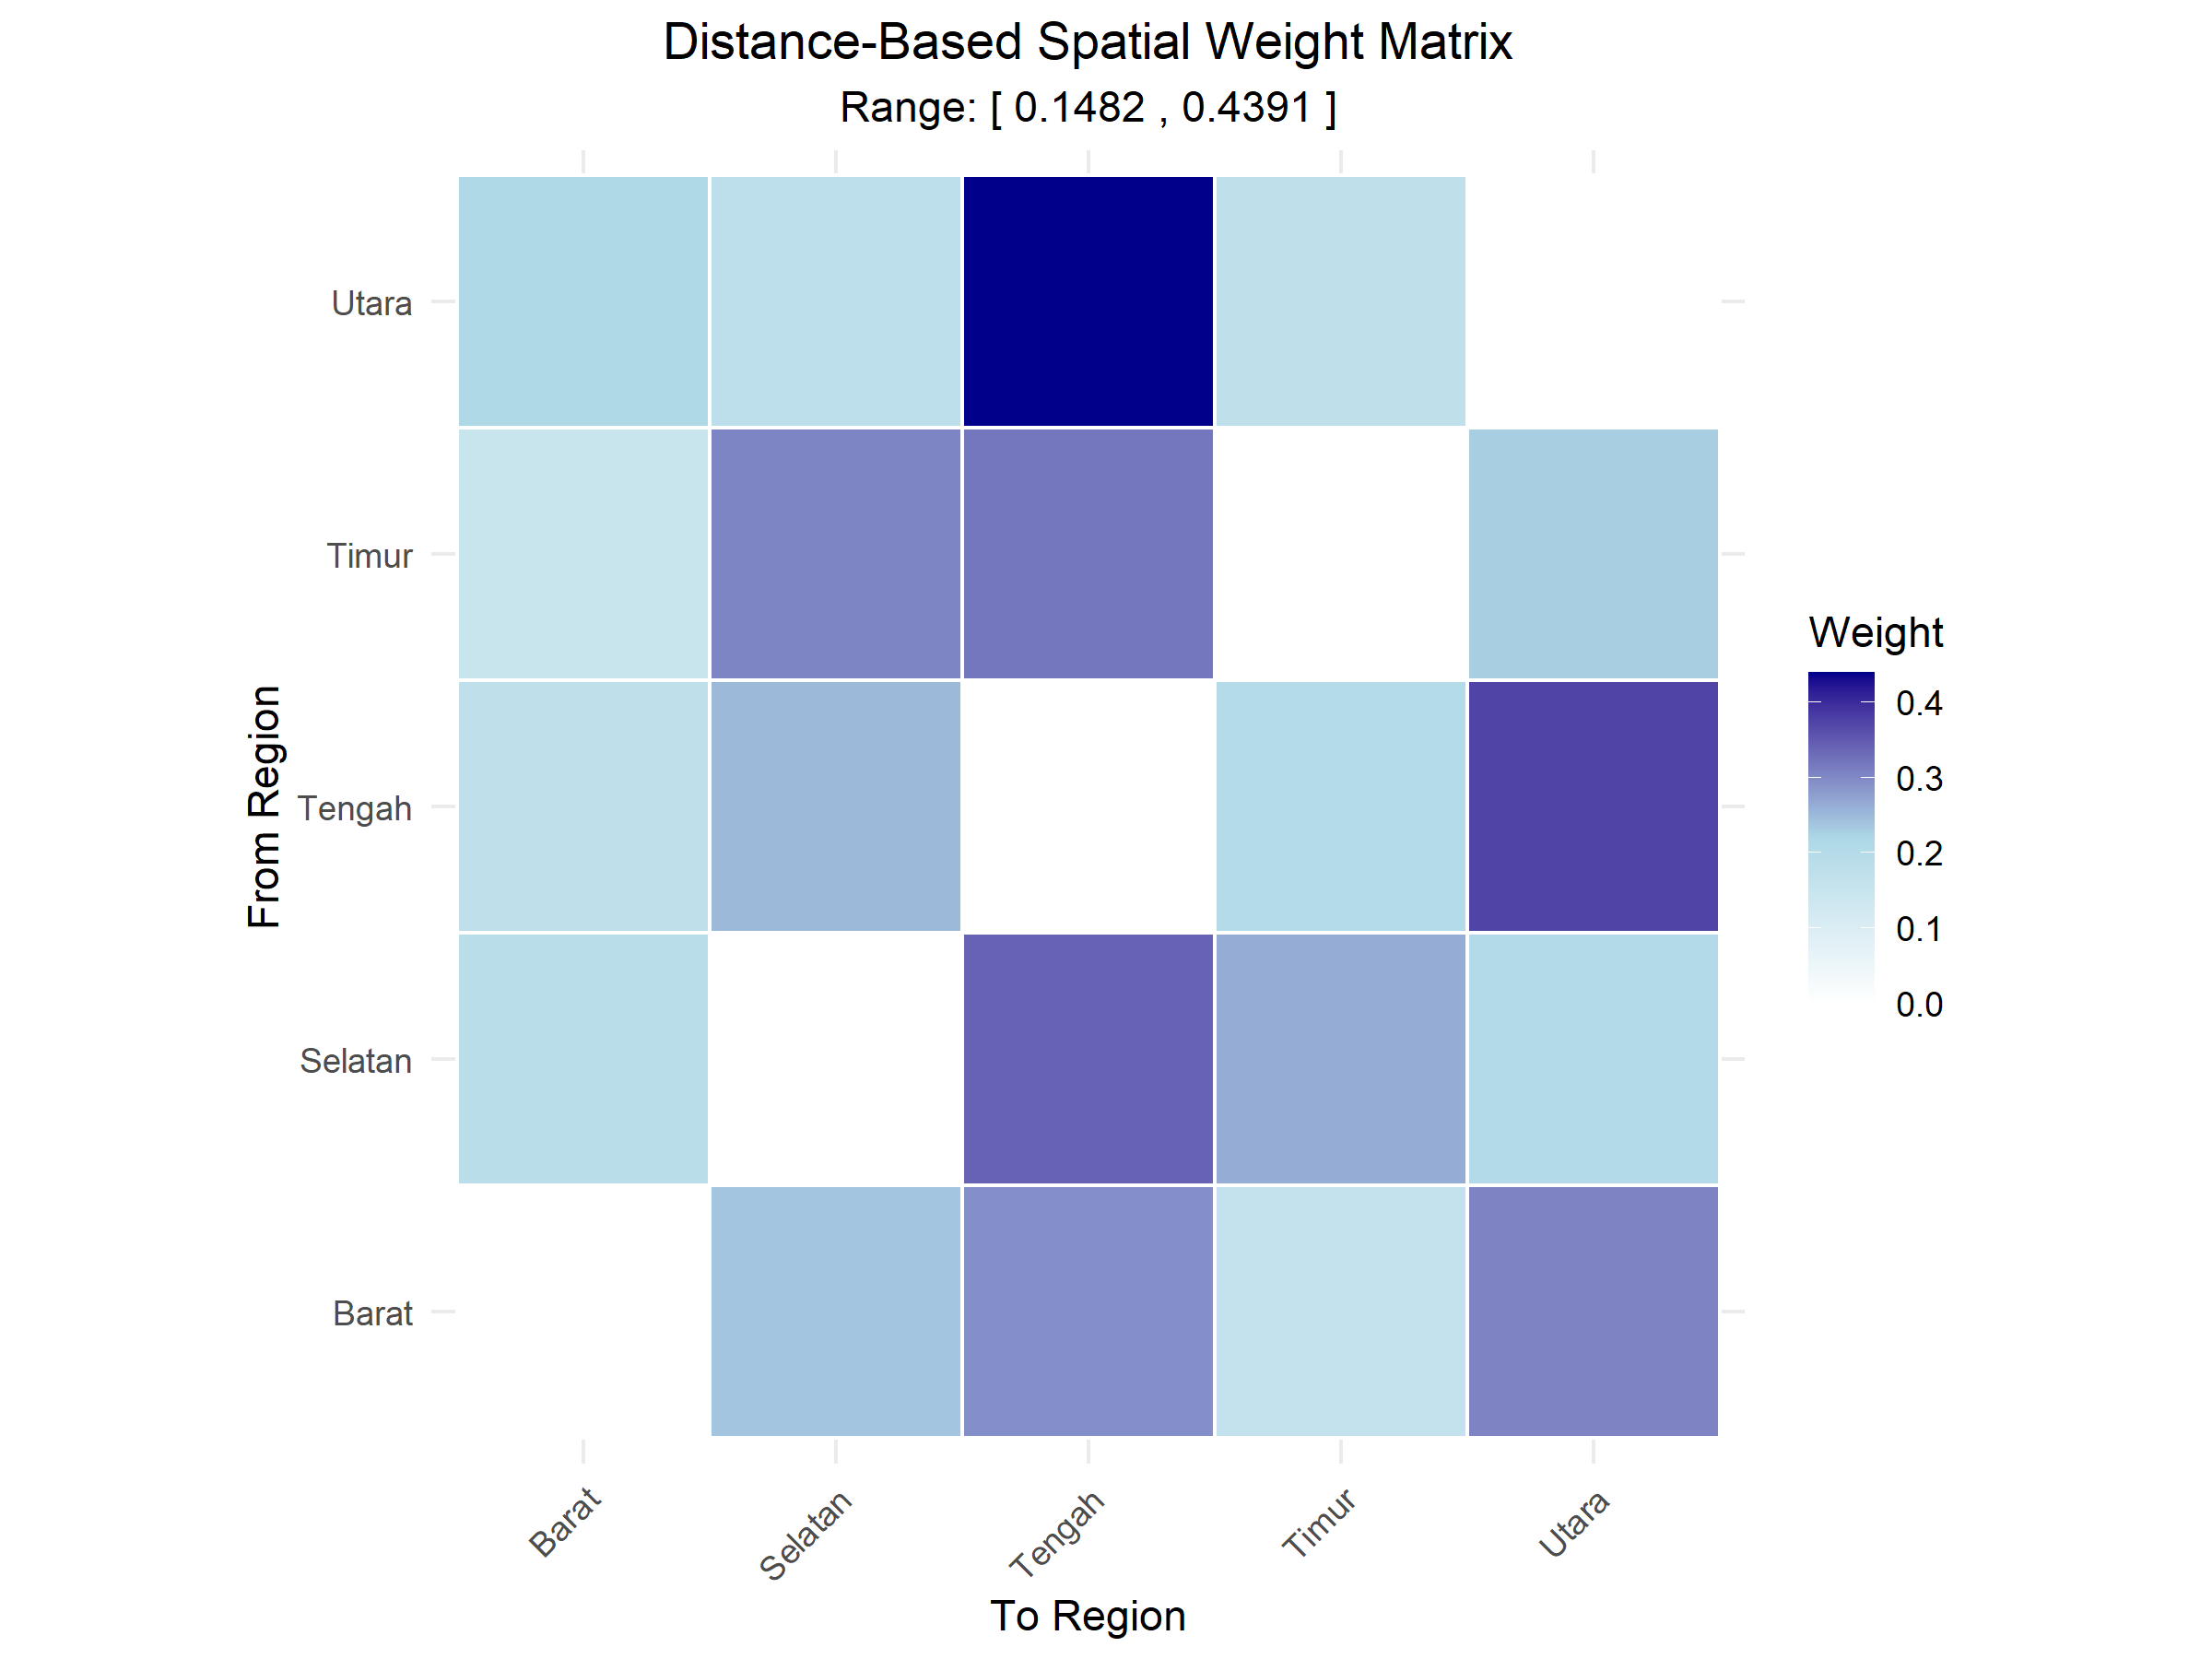 Distance-Based Spatial Weight Matrix
Range: [ 0.1482 , 0.4391 ]
From Region
Utara
Timur
Tengah
Selatan
Barat
Barat
Selatan
Tengah
Timur
Utara
To Region
Weight
0.4
0.3
0.2
0.1
0.0